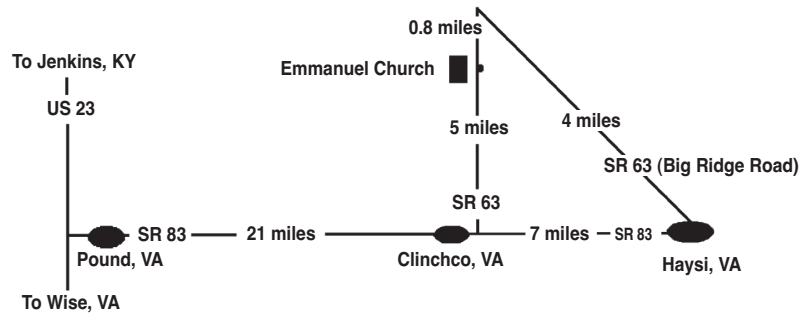 0.8 miles
To Jenkins, KY
Emmanuel Church
US 23
5 miles
4 miles
SR 63 (Big Ridge Road)
SR 63
SR 83
21 miles
7 miles
SR 83
Pound, VA
Clinchco, VA
Haysi, VA
To Wise, VA